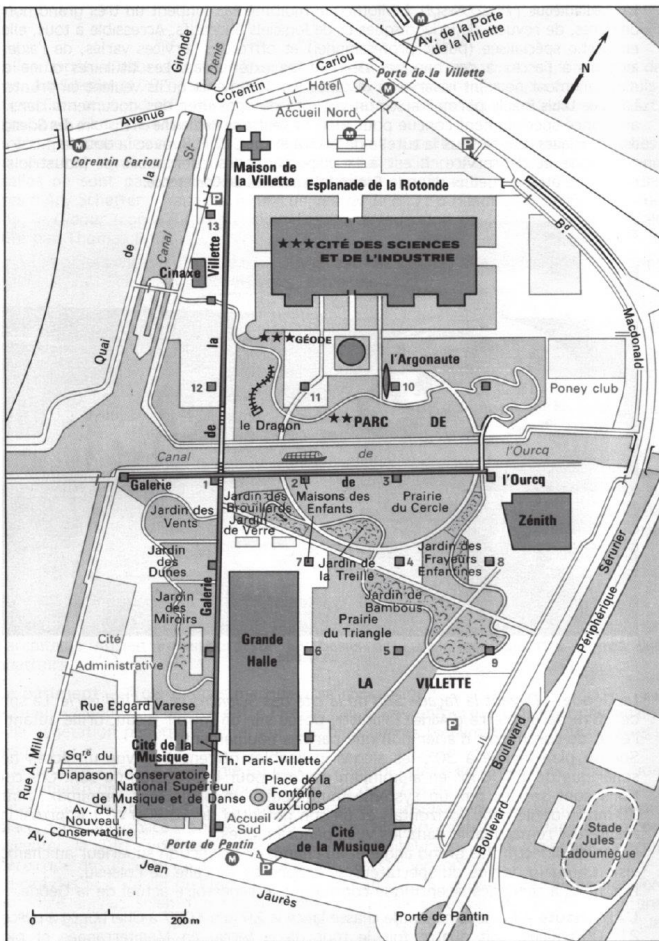 Av. de la Porte
de la Villette
M
Gironde
Denis
Corentin
Cariou
Porte de la Villette
Avenue
Hôtel
Accueil Nord
M
M
Corentin Cariou
de
la
St-
Canal
P
P
Maison de
la Villette
Esplanade de la Rotonde
Bd
Macdonald
13
Villette
★★★ CITÉ DES SCIENCES
ET DE L'INDUSTRIE
Cinaxe
Quai
la
★★★ GÉODE
l'Argonaute
12
11
10
Poney club
le Dragon
★★ PARC DE
de
Canal de l'Ourcq
Galerie de l'Ourcq
1
2
3
Jardin des
Brouillards
Maisons des
Enfants
Prairie
du Cercle
Zénith
Jardin des
Vents
Jardin
de Verre
Jardin
des
Dunes
7
Jardin de
la Treille
4
Jardin des
Frayeurs
Enfantines
8
Sérurier
Périphérique
Galerie
Jardin
des
Miroirs
Jardin de
Bambous
Prairie
du Triangle
Grande
Halle
Cité
Administrative
6
5
9
LA VILLETTE
Rue Edgard Varese
P
Rue A. Mille
Cité de la
Musique
Th. Paris-Villette
Sqre du
Diapason
Conservatoire
National Supérieur
de Musique et de Danse
Place de la
Fontaine
aux Lions
Av. du
Nouveau
Conservatoire
Accueil
Sud
Cité
de la Musique
Boulevard
Boulevard
Stade
Jules
Ladoumègue
Av.
Porte de Pantin
M
P
Jean
Jaurès
0
200 m
Porte de Pantin